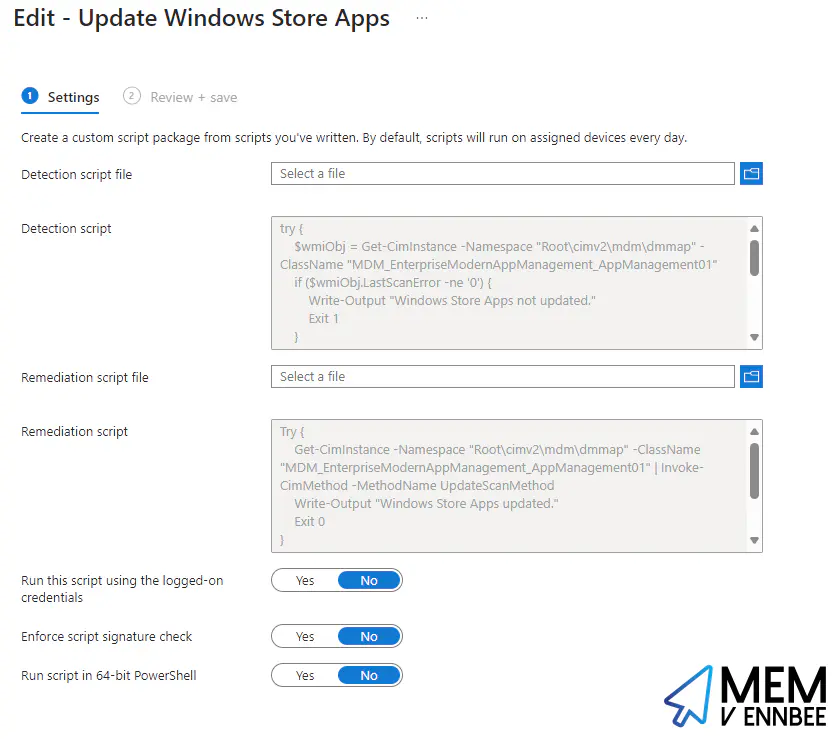 Edit - Update Windows Store Apps ...
1 Settings 2 Review + save
Create a custom script package from scripts you've written. By default, scripts will run on assigned devices every day.
Detection script file Select a file
Detection script
try {
$wmiObj = Get-CimInstance -Namespace "Root\cimv2\mdm\dmmap" -
ClassName "MDM_EnterpriseModernAppManagement_AppManagement01"
if ($wmiObj.LastScanError -ne '0') {
Write-Output "Windows Store Apps not updated."
Exit 1
}
Remediation script file Select a file
Remediation script
Try {
Get-CimInstance -Namespace "Root\cimv2\mdm\dmmap" -ClassName
"MDM_EnterpriseModernAppManagement_AppManagement01" | Invoke-
CimMethod -MethodName UpdateScanMethod
Write-Output "Windows Store Apps updated."
Exit 0
}
Run this script using the logged-on
credentials
Yes No
Enforce script signature check Yes No
Run script in 64-bit PowerShell Yes No
MEM
V ENNBEE